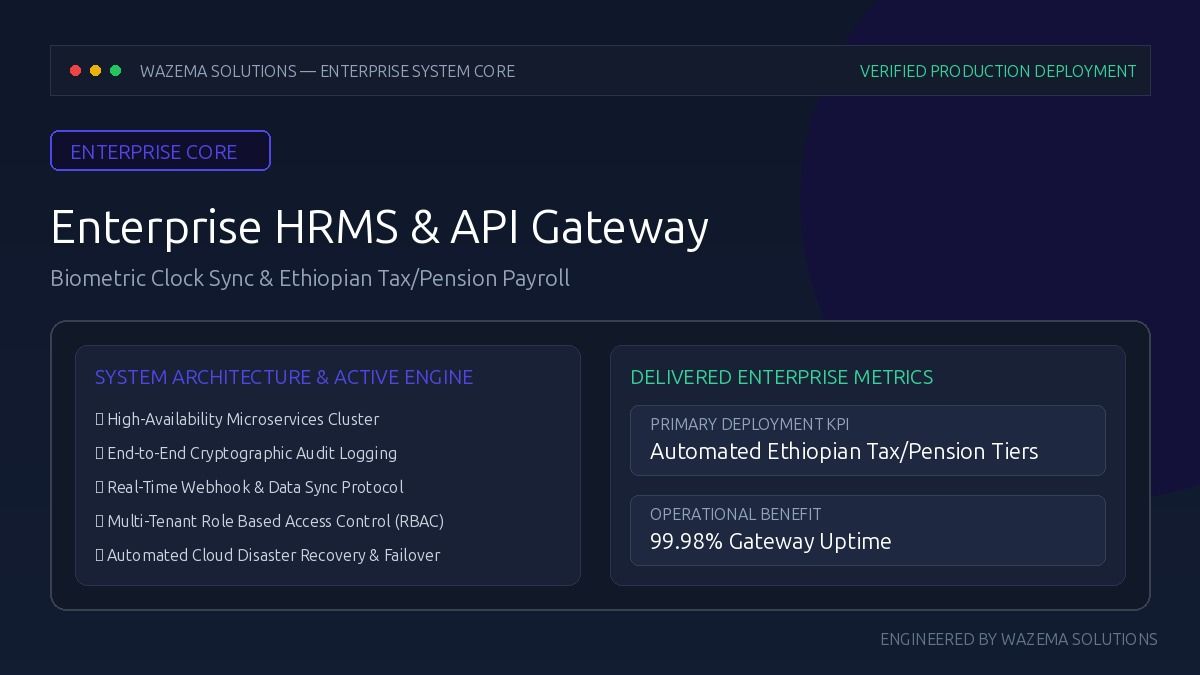 WAZEMA SOLUTIONS — ENTERPRISE SYSTEM CORE
VERIFIED PRODUCTION DEPLOYMENT
ENTERPRISE CORE
Enterprise HRMS & API Gateway
Biometric Clock Sync & Ethiopian Tax/Pension Payroll
SYSTEM ARCHITECTURE & ACTIVE ENGINE
▯ High-Availability Microservices Cluster
▯ End-to-End Cryptographic Audit Logging
▯ Real-Time Webhook & Data Sync Protocol
▯ Multi-Tenant Role Based Access Control (RBAC)
▯ Automated Cloud Disaster Recovery & Failover
DELIVERED ENTERPRISE METRICS
PRIMARY DEPLOYMENT KPI
Automated Ethiopian Tax/Pension Tiers
OPERATIONAL BENEFIT
99.98% Gateway Uptime
ENGINEERED BY WAZEMA SOLUTIONS